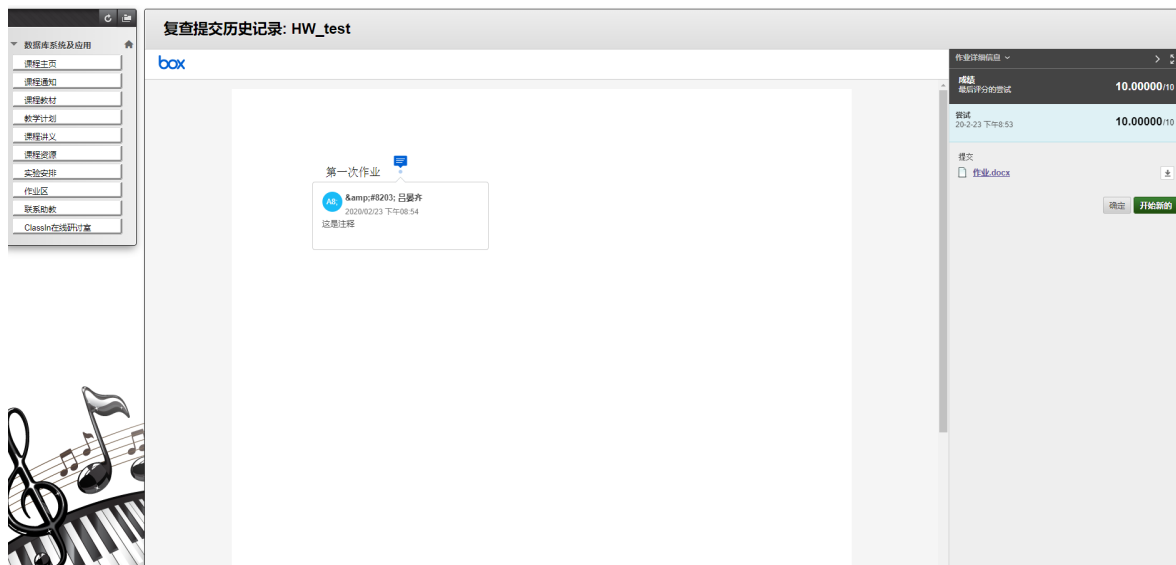 复查提交历史记录: HW_test
数据库系统及应用
课程主页
课程通知
课程教材
教学计划
课程讲义
课程资源
实验安排
作业区
联系助教
ClassIn在线研讨室
box
第一次作业
A8;
&amp;#8203; 吕晏齐
2020/02/23 下午08:54
这是注释
作业详细信息
成绩
最后评分的尝试
10.00000/10
尝试
20-2-23 下午8:53
10.00000/10
提交
作业.docx
确定
开始新的